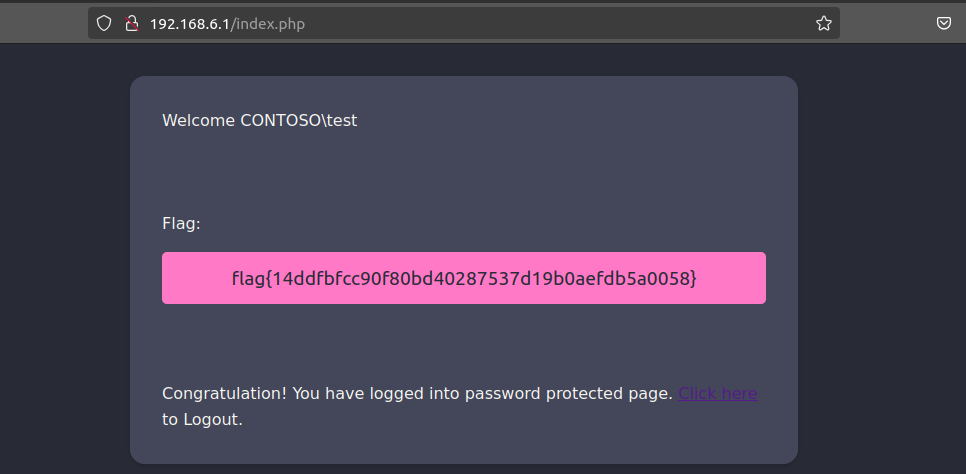 192.168.6.1/index.php
Welcome CONTOSO\test
Flag:
flag{14ddfbfcc90f80bd40287537d19b0aefdb5a0058}
Congratulation! You have logged into password protected page. Click here
to Logout.